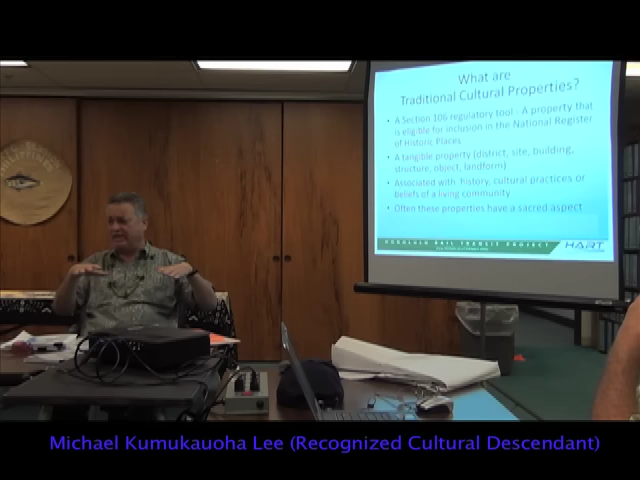 What are
Traditional Cultural Properties?
• A Section 106 regulatory tool - A property that
is eligible for inclusion in the National Register
of Historic Places
• A tangible property (district, site, building,
structure, object, landform)
• Associated with history, cultural practices or
beliefs of a living community
• Often these properties have a sacred aspect
HONOLULU RAIL TRANSIT PROJECT
HART
PHILIPPINE
Michael Kumukauoha Lee (Recognized Cultural Descendant)